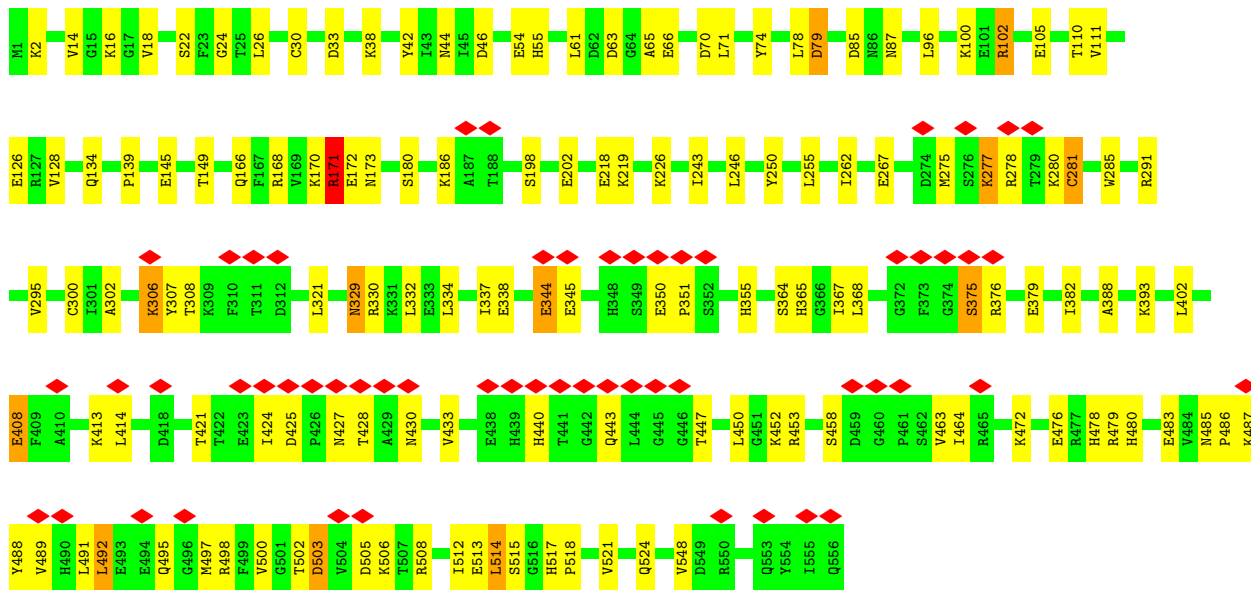 M1 K2 V14 G15 K16 G17 V18 S22 F23 G24 T25 L26 C30 D33 K38 Y42 I43 N44 I45 D46 E54 H55 L61 D62 D63 G64 A65 E66 D70 L71 Y74 L78 D79 D85 N86 N87 L96 K100 E101 R102 E105 T110 V111
E126 R127 V128 Q134 P139 E145 T149 Q166 F167 R168 V169 K170 R171 E172 N173 S180 K186 A187 T188 S198 E202 E218 K219 K226 I243 L246 Y250 L255 I262 E267 D274 M275 S276 K277 R278 T279 K280 C281 W285 R291
V295 C300 I301 A302 K306 Y307 T308 K309 F310 T311 D312 L321 N329 R330 K331 L332 E333 L334 I337 E338 E344 E345 H348 S349 E350 P351 S352 H355 S364 H365 G366 I367 L368 G372 F373 G374 S375 R376 E379 I382 A388 K393 L402
E408 F409 A410 K413 L414 D418 T421 T422 E423 I424 D425 P426 N427 T428 A429 N430 V433 E438 H439 H440 T441 G442 Q443 L444 G445 G446 T447 L450 G451 K452 R453 S458 D459 G460 P461 S462 V463 I464 R465 K472 E476 R477 H478 R479 H480 E483 V484 N485 P486 K487
Y488 V489 H490 L491 L492 E493 E494 Q495 G496 M497 R498 F499 V500 G501 T502 D503 V504 D505 K506 T507 R508 I512 E513 L514 S515 G516 H517 P518 V521 Q524 V548 D549 R550 Q553 Y554 I555 Q556